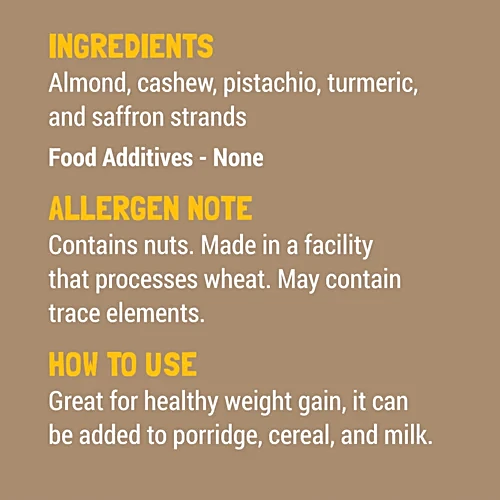 INGREDIENTS
Almond, cashew, pistachio, turmeric,
and saffron strands
Food Additives - None
ALLERGEN NOTE
Contains nuts. Made in a facility
that processes wheat. May contain
trace elements.
HOW TO USE
Great for healthy weight gain, it can
be added to porridge, cereal, and milk.